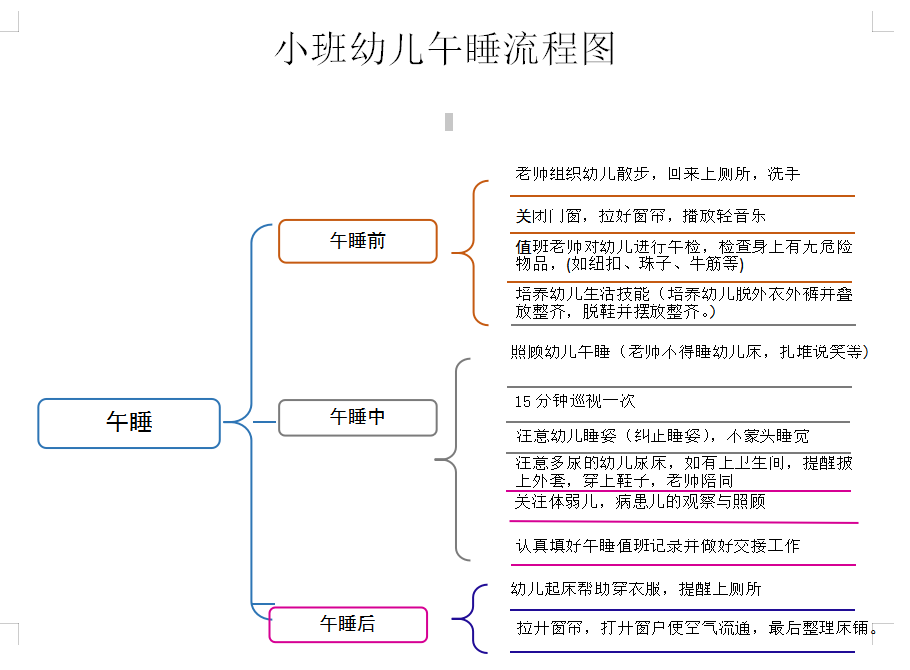 小班幼儿午睡流程图
午睡
午睡前
老师组织幼儿散步，回来上厕所，洗手
关闭门窗，拉好窗帘，播放轻音乐
值班老师对幼儿进行午检，检查身上有无危险
物品，(如纽扣、珠子、牛筋等)
培养幼儿生活技能（培养幼儿脱外衣外裤并叠
放整齐，脱鞋并摆放整齐。）
午睡中
照顾幼儿午睡（老师不得睡幼儿床，扎堆说笑等）
15分钟巡视一次
注意幼儿睡姿（纠正睡姿），不蒙头睡觉
注意多尿的幼儿尿床，如有上卫生间，提醒披
上外套，穿上鞋子，老师陪同
关注体弱儿，病患儿的观察与照顾
认真填好午睡值班记录并做好交接工作
午睡后
幼儿起床帮助穿衣服，提醒上厕所
拉开窗帘，打开窗户使空气流通，最后整理床铺。